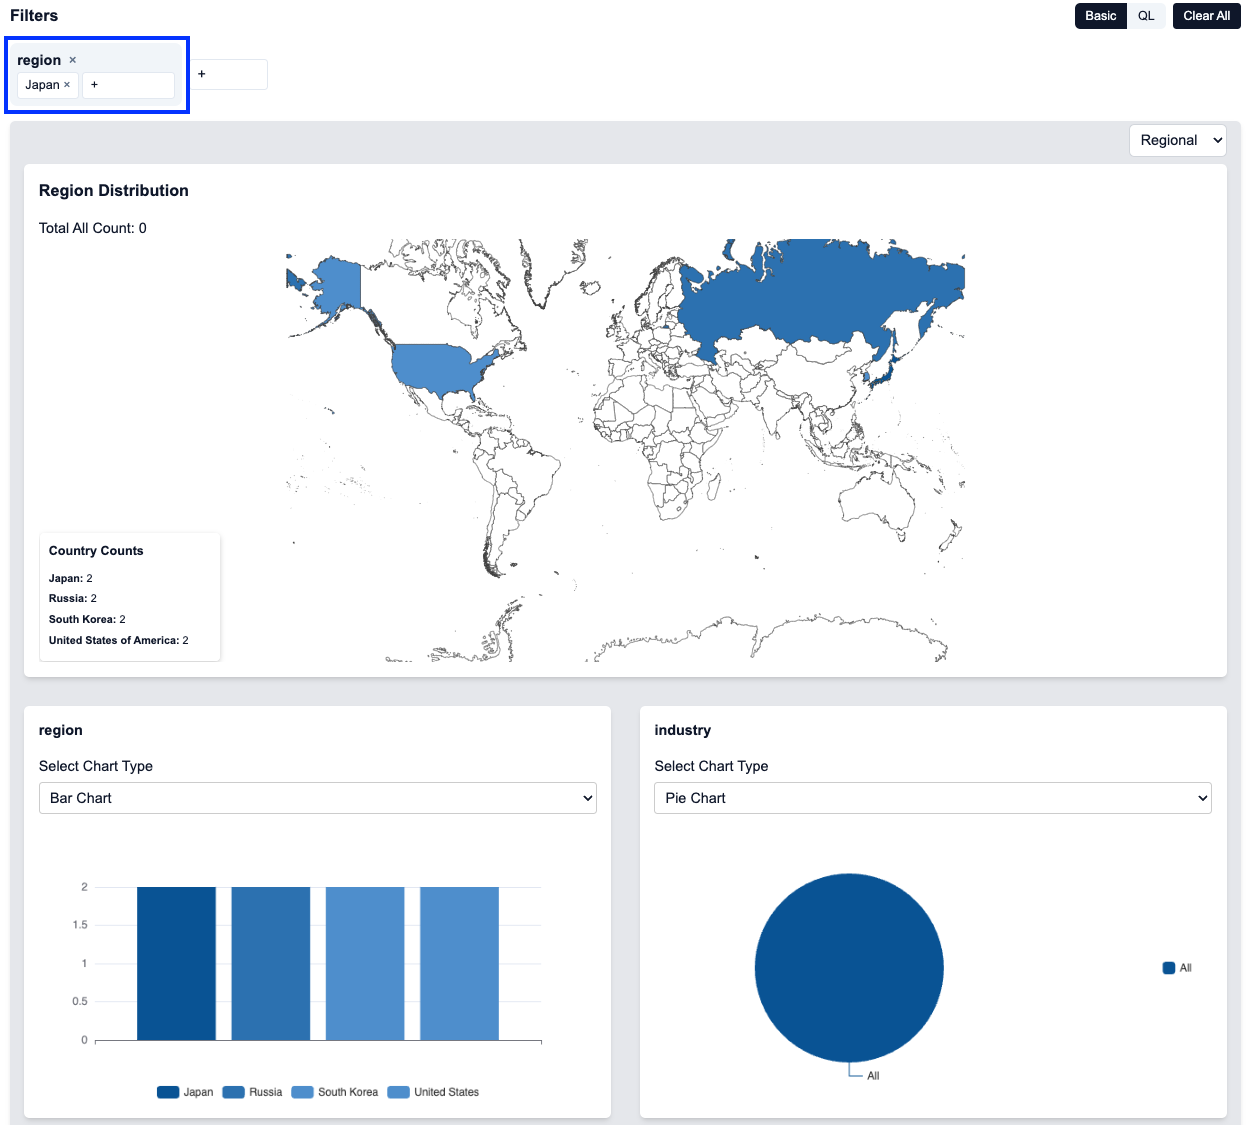 Filters
Basic QL Clear All
region ×
Japan × +
+
Regional
Region Distribution
Total All Count: 0
Country Counts
Japan: 2
Russia: 2
South Korea: 2
United States of America: 2
region
Select Chart Type
Bar Chart
2
1.5
1
0.5
0
Japan Russia South Korea United States
industry
Select Chart Type
Pie Chart
All
All